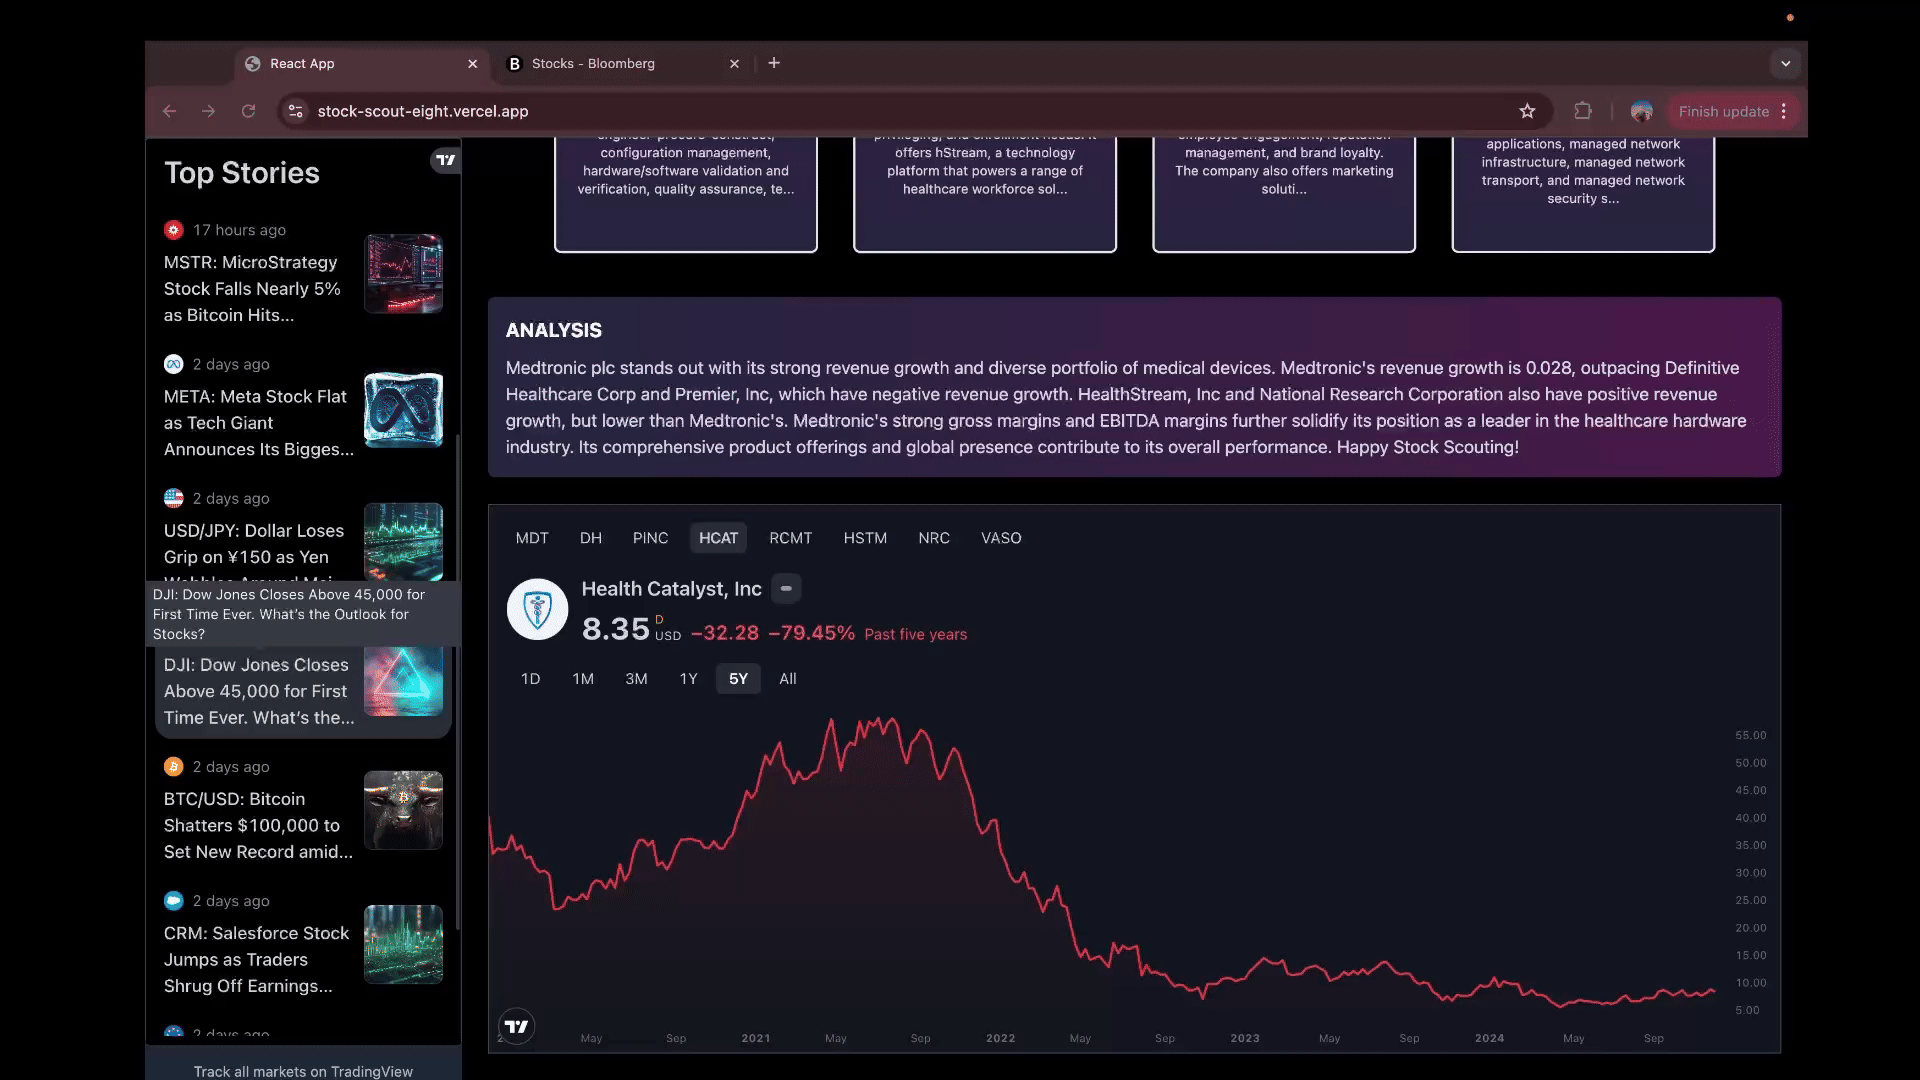 React App
B Stocks - Bloomberg
stock-scout-eight.vercel.app
Finish update
Top Stories
17 hours ago
MSTR: MicroStrategy
Stock Falls Nearly 5%
as Bitcoin Hits...
2 days ago
META: Meta Stock Flat
as Tech Giant
Announces Its Bigges...
2 days ago
USD/JPY: Dollar Loses
Grip on ¥150 as Yen
DJI: Dow Jones Closes Above 45,000 for
First Time Ever. What's the Outlook for
Stocks?
DJI: Dow Jones Closes
Above 45,000 for First
Time Ever. What's the...
2 days ago
BTC/USD: Bitcoin
Shatters $100,000 to
Set New Record amid...
2 days ago
CRM: Salesforce Stock
Jumps as Traders
Shrug Off Earnings...
2 days ago
Track all markets on TradingView
engineer-procure-construct,
configuration management,
hardware/software validation and
verification, quality assurance, te...
offers hStream, a technology
platform that powers a range of
healthcare workforce sol...
employee engagement, reputation
management, and brand loyalty.
The company also offers marketing
soluti...
applications, managed network
infrastructure, managed network
transport, and managed network
security s...
ANALYSIS
Medtronic plc stands out with its strong revenue growth and diverse portfolio of medical devices. Medtronic's revenue growth is 0.028, outpacing Definitive
Healthcare Corp and Premier, Inc, which have negative revenue growth. HealthStream, Inc and National Research Corporation also have positive revenue
growth, but lower than Medtronic's. Medtronic's strong gross margins and EBITDA margins further solidify its position as a leader in the healthcare hardware
industry. Its comprehensive product offerings and global presence contribute to its overall performance. Happy Stock Scouting!
MDT DH PINC HCAT RCMT HSTM NRC VASO
Health Catalyst, Inc
8.35 D USD −32.28 −79.45% Past five years
1D 1M 3M 1Y 5Y All
55.00
50.00
45.00
40.00
35.00
30.00
25.00
20.00
15.00
10.00
5.00
May Sep 2021 May Sep 2022 May Sep 2023 May Sep 2024 May Sep